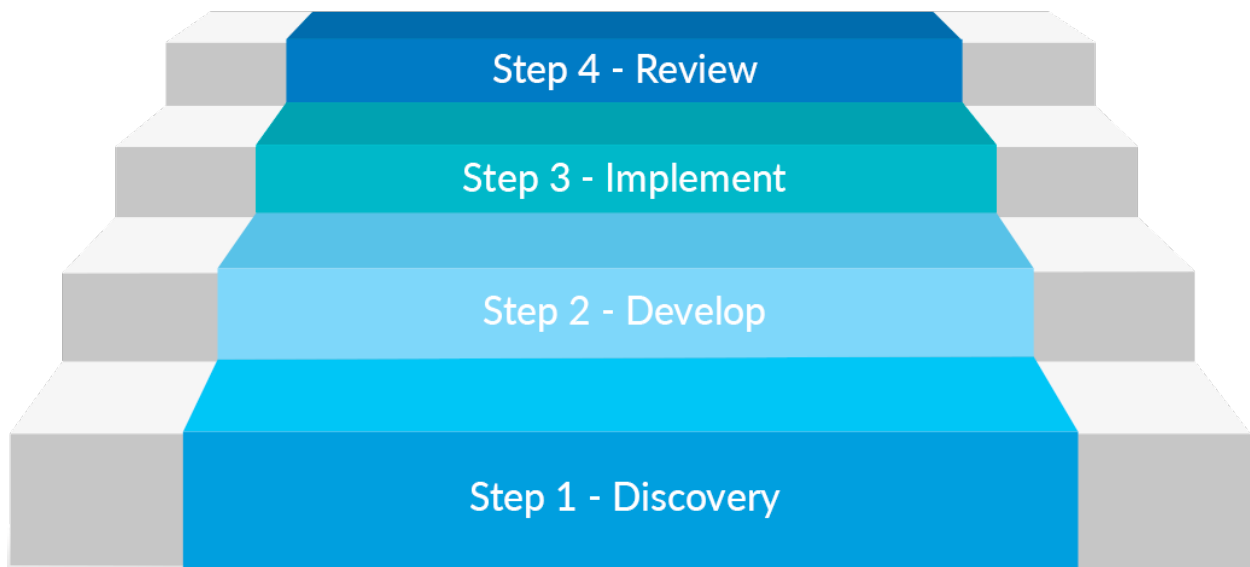 Step 4 - Review
Step 3 - Implement
Step 2 - Develop
Step 1 - Discovery